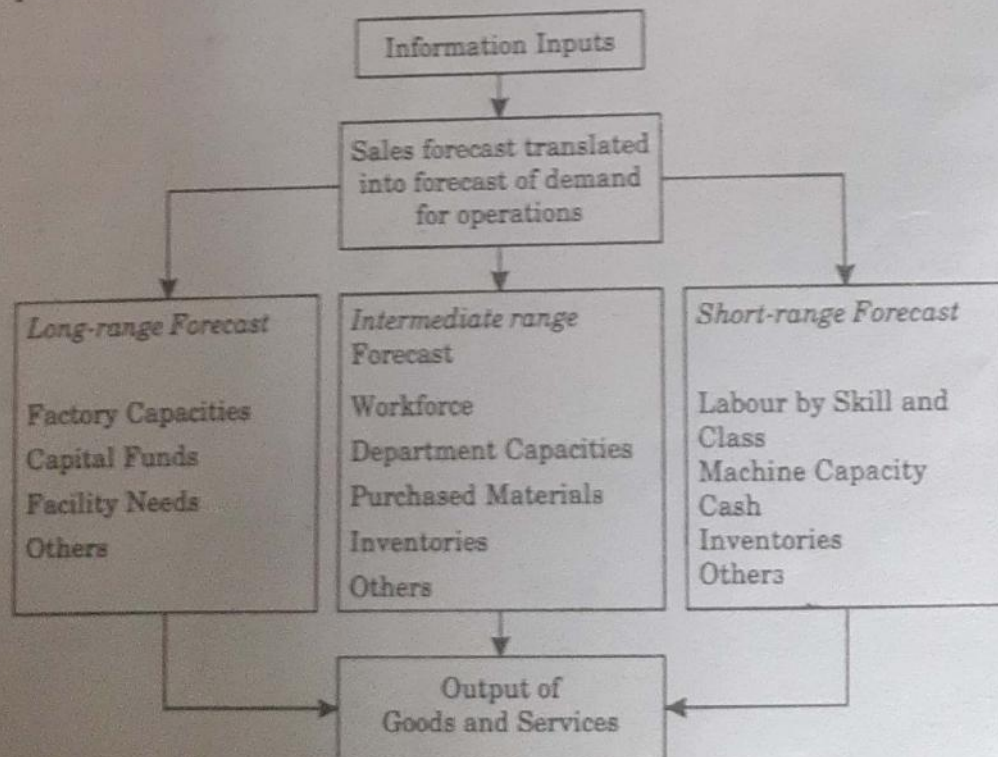 Information Inputs
Sales forecast translated
into forecast of demand
for operations
Long-range Forecast
Factory Capacities
Capital Funds
Facility Needs
Others
Intermediate range
Forecast
Workforce
Department Capacities
Purchased Materials
Inventories
Others
Short-range Forecast
Labour by Skill and
Class
Machine Capacity
Cash
Inventories
Others
Output of
Goods and Services